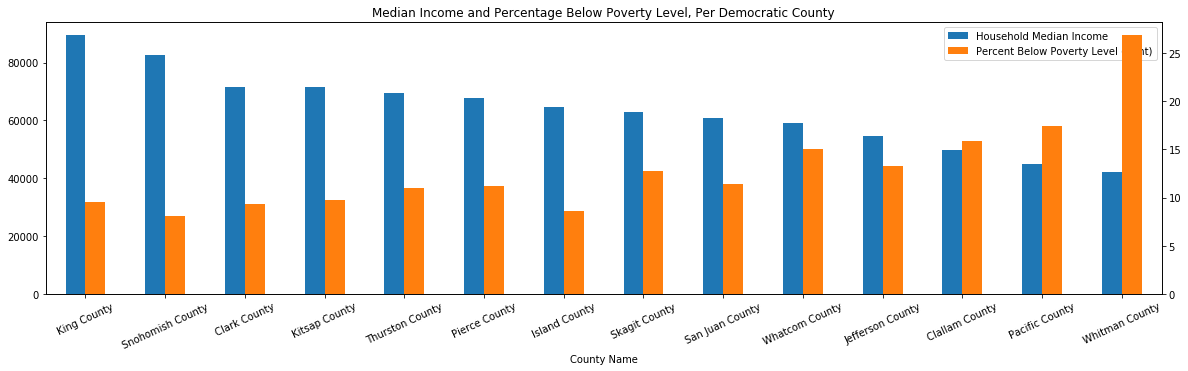 Median Income and Percentage Below Poverty Level, Per Democratic County
Household Median Income
Percent Below Poverty Level
80000
60000
40000
20000
0
25
20
15
10
5
0
King County
Snohomish County
Clark County
Kitsap County
Thurston County
Pierce County
Island County
Skagit County
San Juan County
Whatcom County
Jefferson County
Clallam County
Pacific County
Whitman County
County Name